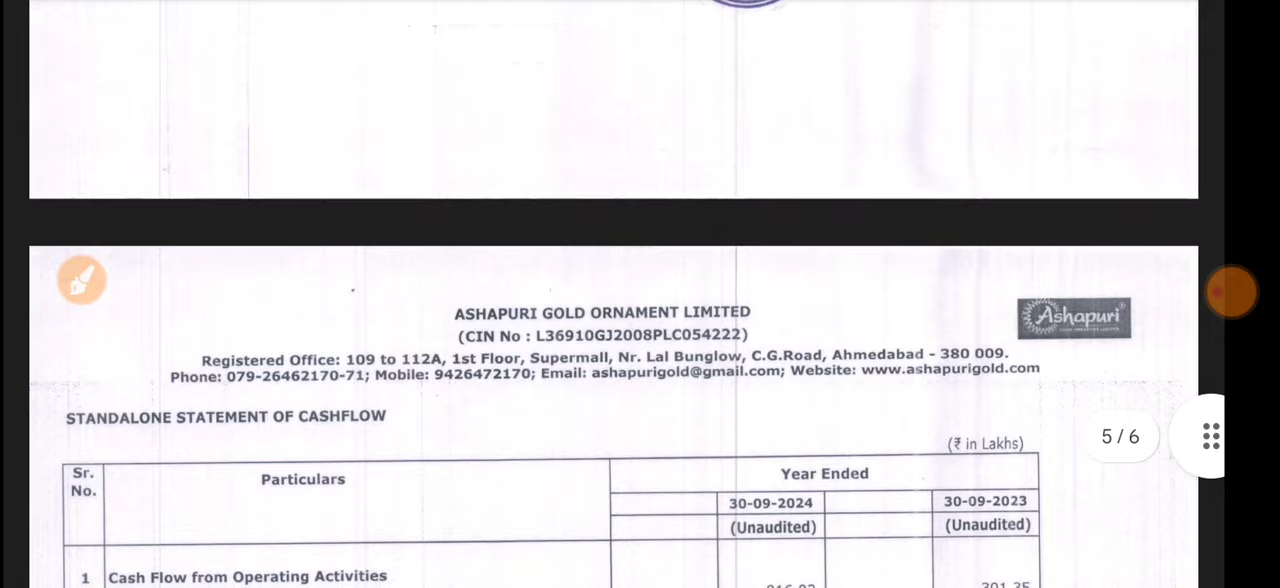 ASHAPURI GOLD ORNAMENT LIMITED
(CIN No : L36910GJ2008PLC054222)
Ashapuri
Registered Office: 109 to 112A, 1st Floor, Supermall, Nr. Lal Bunglow, C.G.Road, Ahmedabad - 380 009.
Phone: 079-26462170-71; Mobile: 9426472170; Email: ashapurigold@gmail.com; Website: www.ashapurigold.com
STANDALONE STATEMENT OF CASHFLOW
5 / 6
(₹ in Lakhs)
Sr. No.
Particulars
Year Ended
30-09-2024
30-09-2023
(Unaudited)
(Unaudited)
1 Cash Flow from Operating Activities